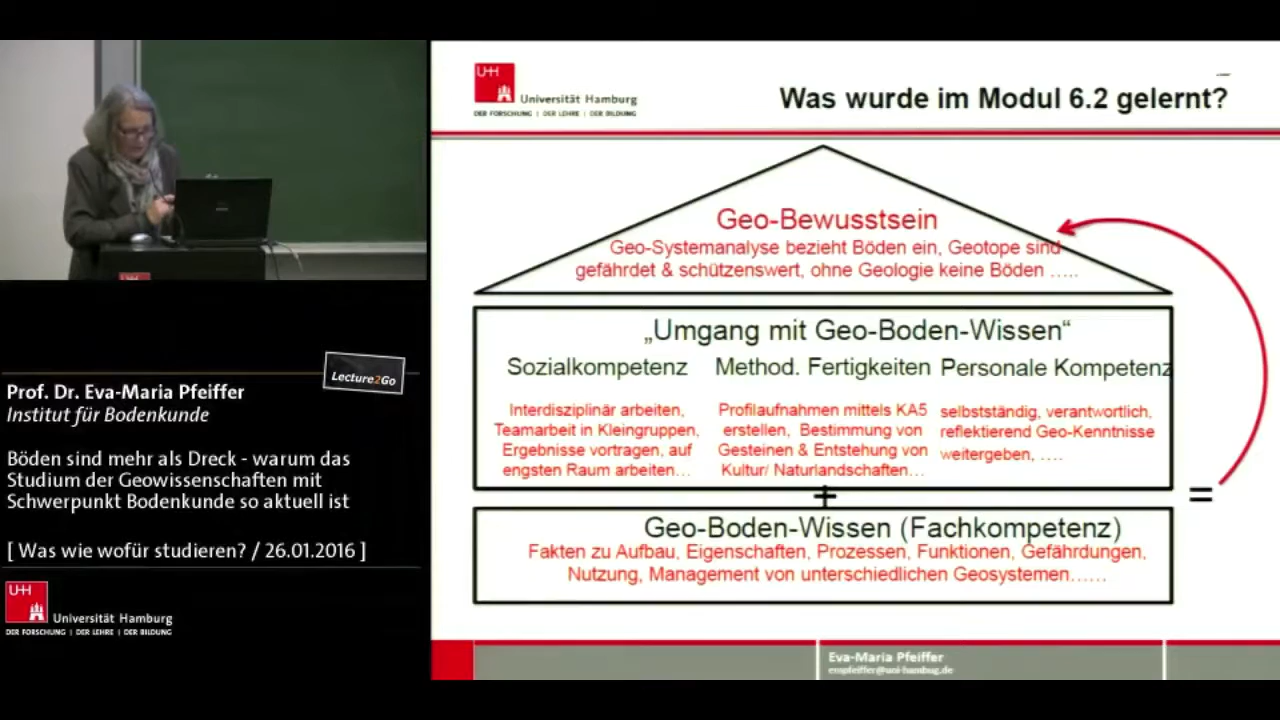 Lecture2Go
Prof. Dr. Eva-Maria Pfeiffer
Institut für Bodenkunde
Böden sind mehr als Dreck - warum das
Studium der Geowissenschaften mit
Schwerpunkt Bodenkunde so aktuell ist
[ Was wie wofür studieren? / 26.01.2016 ]
UHH
Universität Hamburg
DER FORSCHUNG | DER LEHRE | DER BILDUNG
UHH
Universität Hamburg
DER FORSCHUNG | DER LEHRE | DER BILDUNG
Was wurde im Modul 6.2 gelernt?
Geo-Bewusstsein
Geo-Systemanalyse bezieht Böden ein, Geotope sind
gefährdet & schützenswert, ohne Geologie keine Böden …..
„Umgang mit Geo-Boden-Wissen“
Sozialkompetenz
Interdisziplinär arbeiten,
Teamarbeit in Kleingruppen,
Ergebnisse vortragen, auf
engsten Raum arbeiten…
Method. Fertigkeiten
Profilaufnahmen mittels KA5
erstellen, Bestimmung von
Gesteinen & Entstehung von
Kultur/ Naturlandschaften…
Personale Kompetenz
selbstständig, verantwortlich,
reflektierend Geo-Kenntnisse
weitergeben, ….
+
=
Geo-Boden-Wissen (Fachkompetenz)
Fakten zu Aufbau, Eigenschaften, Prozessen, Funktionen, Gefährdungen,
Nutzung, Management von unterschiedlichen Geosystemen……
Eva-Maria Pfeiffer